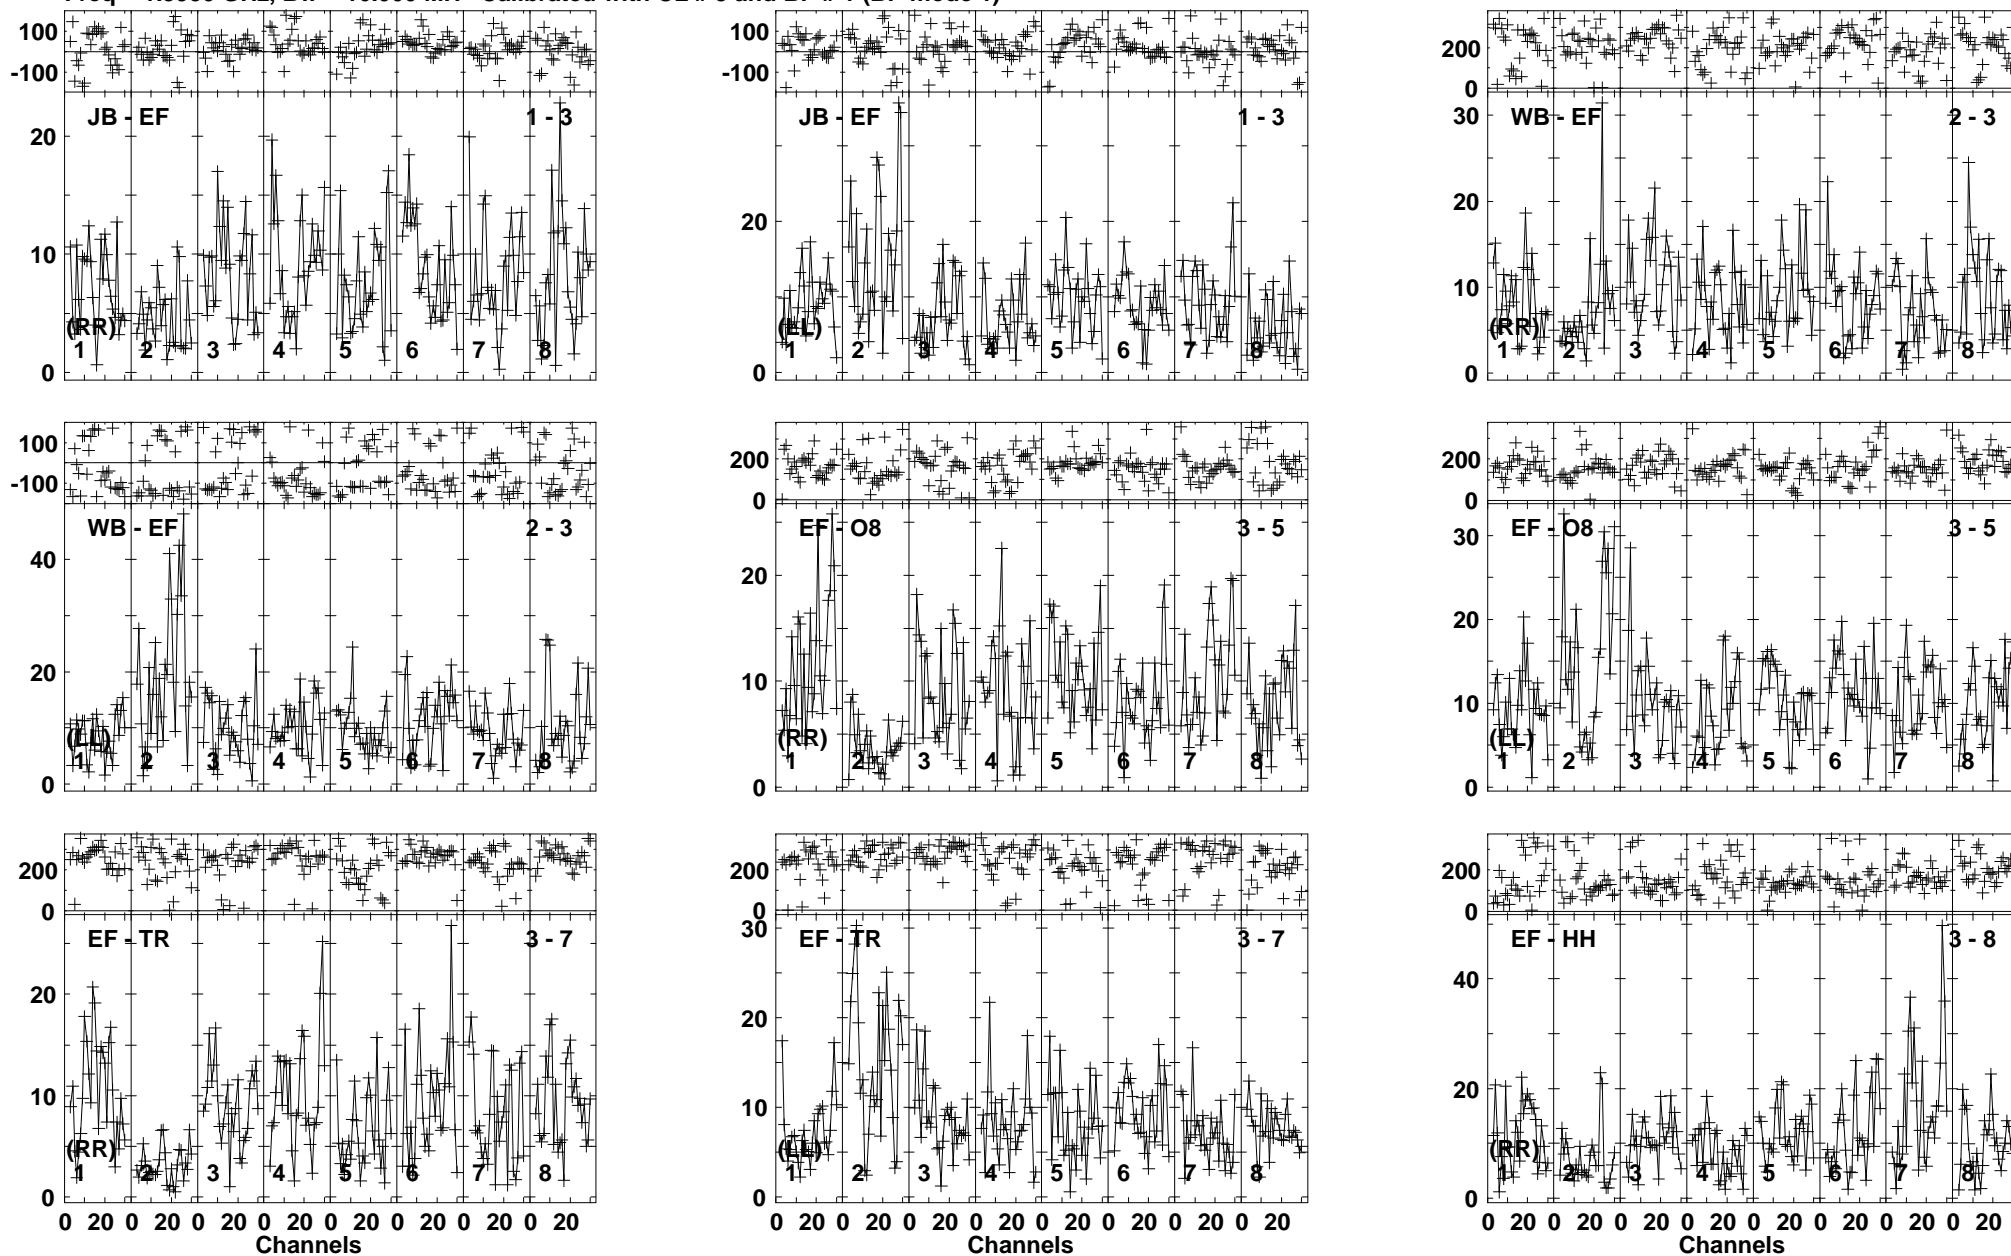 100 100 200
-100 -100 0
JB - EF 1 - 3 JB - EF 1 - 3 WB - EF 2 - 3
20 10 0 20 0 30 20 10 0
(RR) (LL) (RR)
1 2 3 4 5 6 7 8 1 2 3 4 5 6 7 8 1 2 3 4 5 6 7 8
100 200 200
-100 0 0
WB - EF 2 - 3 EF - O8 3 - 5 EF - O8 3 - 5
40 20 0 20 10 0 30 20 10 0
(LL) (RR) (LL)
1 2 3 4 5 6 7 8 1 2 3 4 5 6 7 8 1 2 3 4 5 6 7 8
200 200 200
0 0 0
EF - TR 3 - 7 EF - TR 3 - 7 EF - HH 3 - 8
20 10 0 30 20 10 0 40 20 0
(RR) (LL) (RR)
1 2 3 4 5 6 7 8 1 2 3 4 5 6 7 8 1 2 3 4 5 6 7 8
0 20 0 20 0 20 0 20 0 20 0 20 0 20 0 20 0 20 0 20 0 20 0 20 0 20 0 20 0 20 0 20 0 20 0 20 0 20 0 20 0 20 0 20 0 20 0 20
Channels Channels Channels